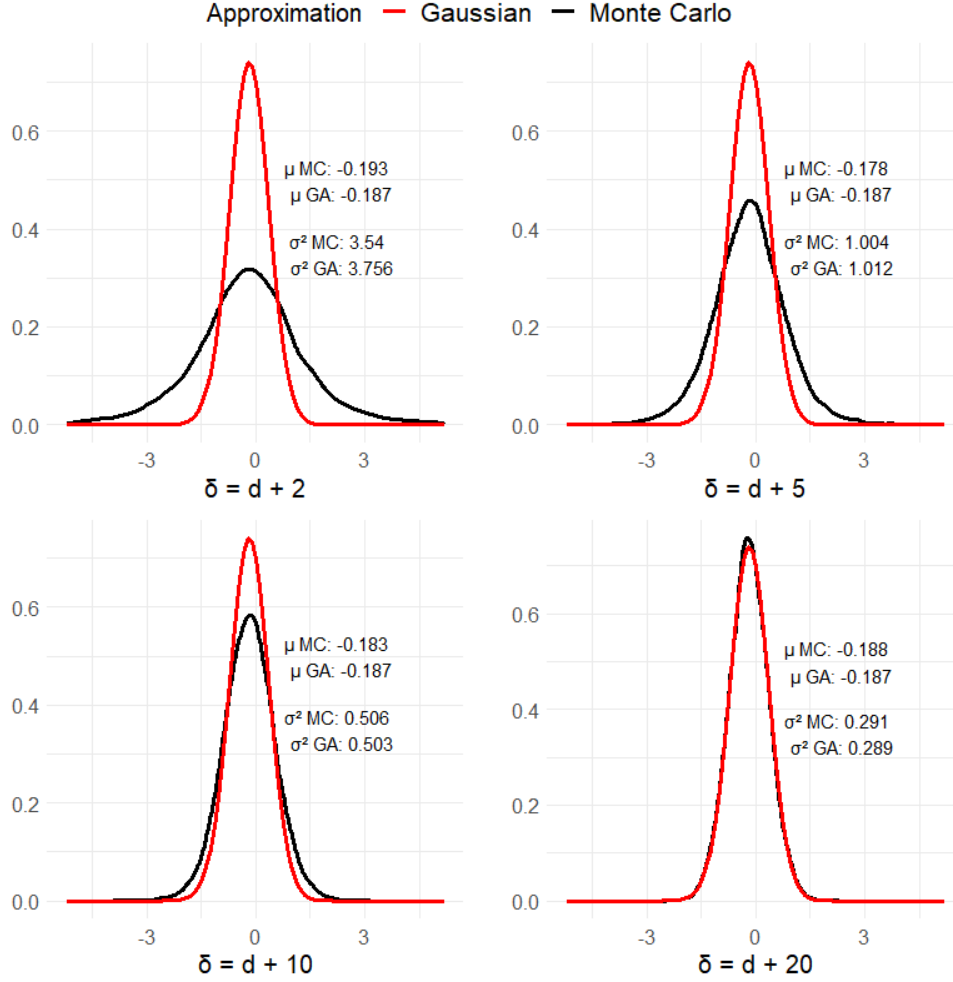 Approximation Gaussian Monte Carlo
0.6
0.4
0.2
0.0
μ MC: -0.193
μ GA: -0.187
σ² MC: 3.54
σ² GA: 3.756
-3 0 3
δ = d + 2
0.6
0.4
0.2
0.0
μ MC: -0.178
μ GA: -0.187
σ² MC: 1.004
σ² GA: 1.012
-3 0 3
δ = d + 5
0.6
0.4
0.2
0.0
μ MC: -0.183
μ GA: -0.187
σ² MC: 0.506
σ² GA: 0.503
-3 0 3
δ = d + 10
0.6
0.4
0.2
0.0
μ MC: -0.188
μ GA: -0.187
σ² MC: 0.291
σ² GA: 0.289
-3 0 3
δ = d + 20